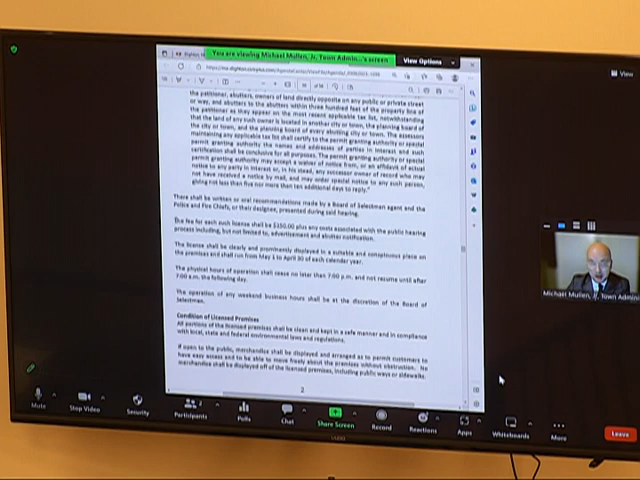 You are viewing Michael Mullen, Jr, Town Admin...'s screen
View Options
View
the petitioner, abutters, owners of land directly opposite on any public or private street
or way, and abutters to the abutters within three hundred feet of the property line of
the petitioner as they appear on the most recent applicable tax list, notwithstanding
that the land of any such owner is located in another city or town, the planning board of
the city or town, and the planning board of every abutting city or town. The assessors
maintaining any applicable tax list shall certify to the permit granting authority or special
permit granting authority the names and addresses of parties in interest and such
certification shall be conclusive for all purposes. The permit granting authority or special
permit granting authority may accept a waiver of notice from, or an affidavit of actual
notice to any party in interest or, in his stead, any successor owner of record who may
not have received a notice by mail, and may order special notice to any such person,
giving not less than five nor more than ten additional days to reply."
There shall be written or oral recommendations made by a Board of Selectman agent and the
Police and Fire Chiefs, or their designee, presented during said hearing.
The fee for each such license shall be $150.00 plus any costs associated with the public hearing
process including, but not limited to, advertisement and abutter notification.
The license shall be clearly and prominently displayed in a suitable and conspicuous place on
the premises and shall run from May 1 to April 30 of each calendar year.
The physical hours of operation shall cease no later than 7:00 p.m. and not resume until after
7:00 a.m. the following day.
The operation of any weekend business hours shall be at the discretion of the Board of
Selectmen.
Condition of Licensed Premises
All portions of the licensed premises shall be clean and kept in a safe manner and in compliance
with local, state and federal environmental laws and regulations.
If open to the public, merchandise shall be displayed and arranged as to permit customers to
have easy access and to be able to move freely about the premises without obstruction. No
merchandise shall be displayed off of the licensed premises, including public ways or sidewalks.
2
Michael Mullen, Jr, Town Admin
Mute
Stop Video
Security
Participants
Polls
Chat
Share Screen
Record
Reactions
Apps
Whiteboards
More
Leave
VIZIO